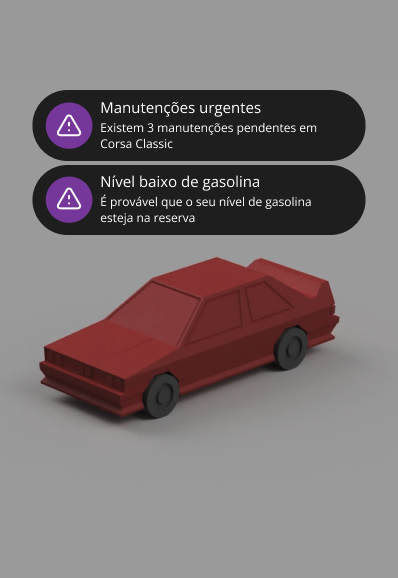 Manutenções urgentes
Existem 3 manutenções pendentes em
Corsa Classic
Nível baixo de gasolina
É provável que o seu nível de gasolina
esteja na reserva